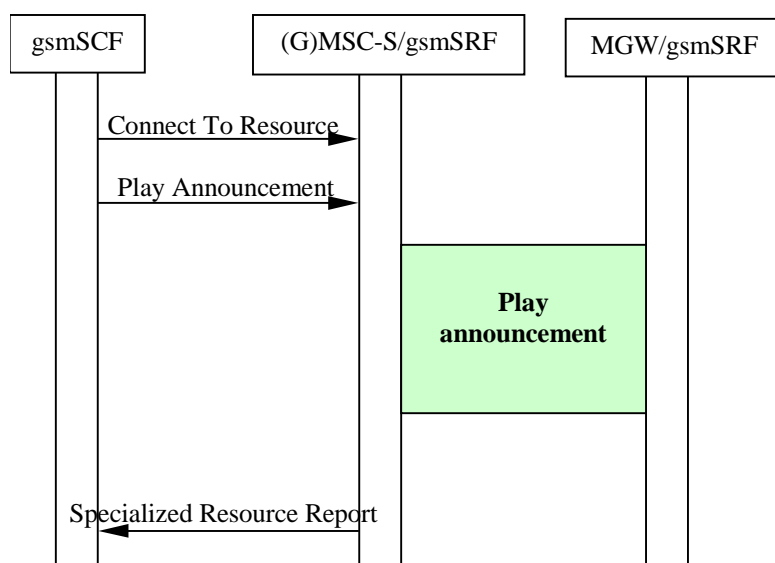 gsmSCF
(G)MSC-S/gsmSRF
MGW/gsmSRF
Connect To Resource
Play Announcement
Play
announcement
Specialized Resource Report